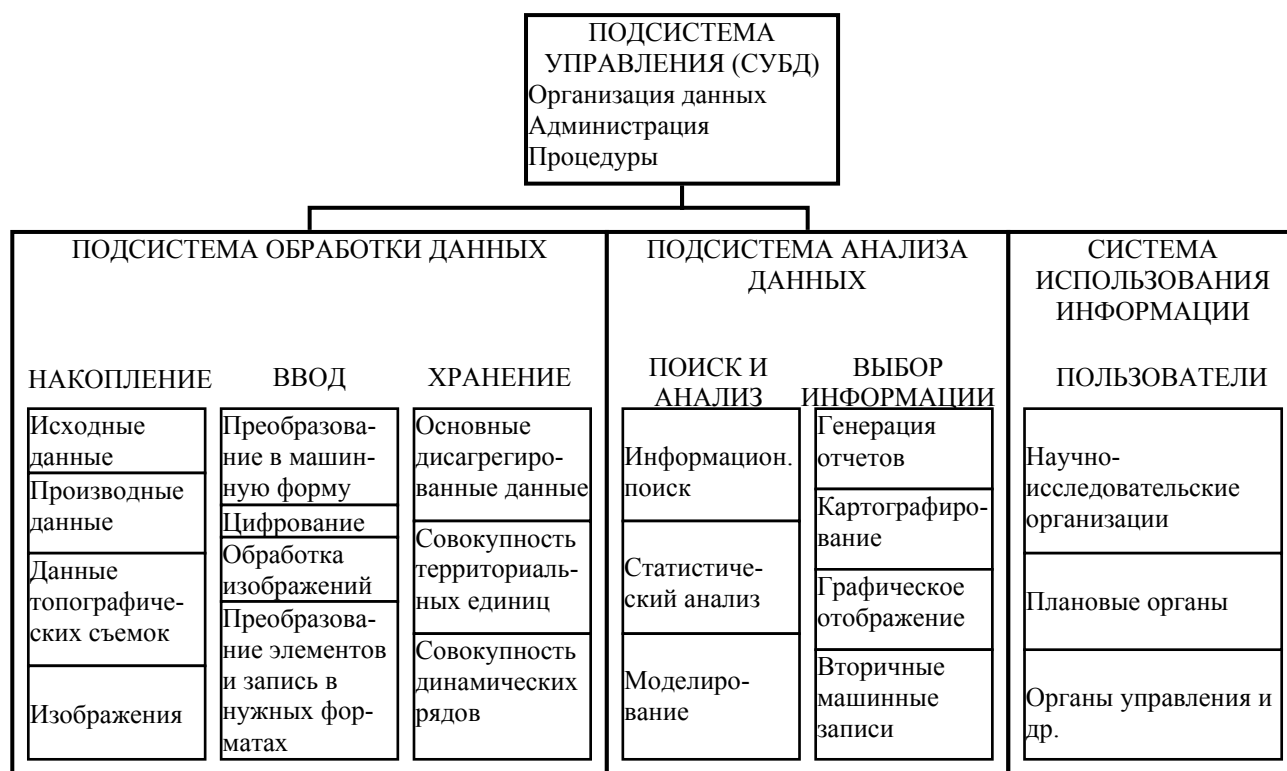 ПОДСИСТЕМА
УПРАВЛЕНИЯ (СУБД)
Организация данных
Администрация
Процедуры
ПОДСИСТЕМА ОБРАБОТКИ ДАННЫХ
НАКОПЛЕНИЕ
Исходные
данные
Производные
данные
Данные
топографиче-
ских съемок
Изображения
ВВОД
Преобразова-
ние в машин-
ную форму
Цифрование
Обработка
изображений
Преобразова-
ние элементов
и запись в
нужных фор-
матах
ХРАНЕНИЕ
Основные
дисагрегиро-
ванные данные
Совокупность
территориаль-
ных единиц
Совокупность
динамических
рядов
ПОДСИСТЕМА АНАЛИЗА
ДАННЫХ
ПОИСК И
АНАЛИЗ
Информацион.
поиск
Статистиче-
ский анализ
Моделиро-
вание
ВЫБОР
ИНФОРМАЦИИ
Генерация
отчетов
Картографиро-
вание
Графическое
отображение
Вторичные
машинные
записи
СИСТЕМА
ИСПОЛЬЗОВАНИЯ
ИНФОРМАЦИИ
ПОЛЬЗОВАТЕЛИ
Научно-
исследовательские
организации
Плановые органы
Органы управления и
др.